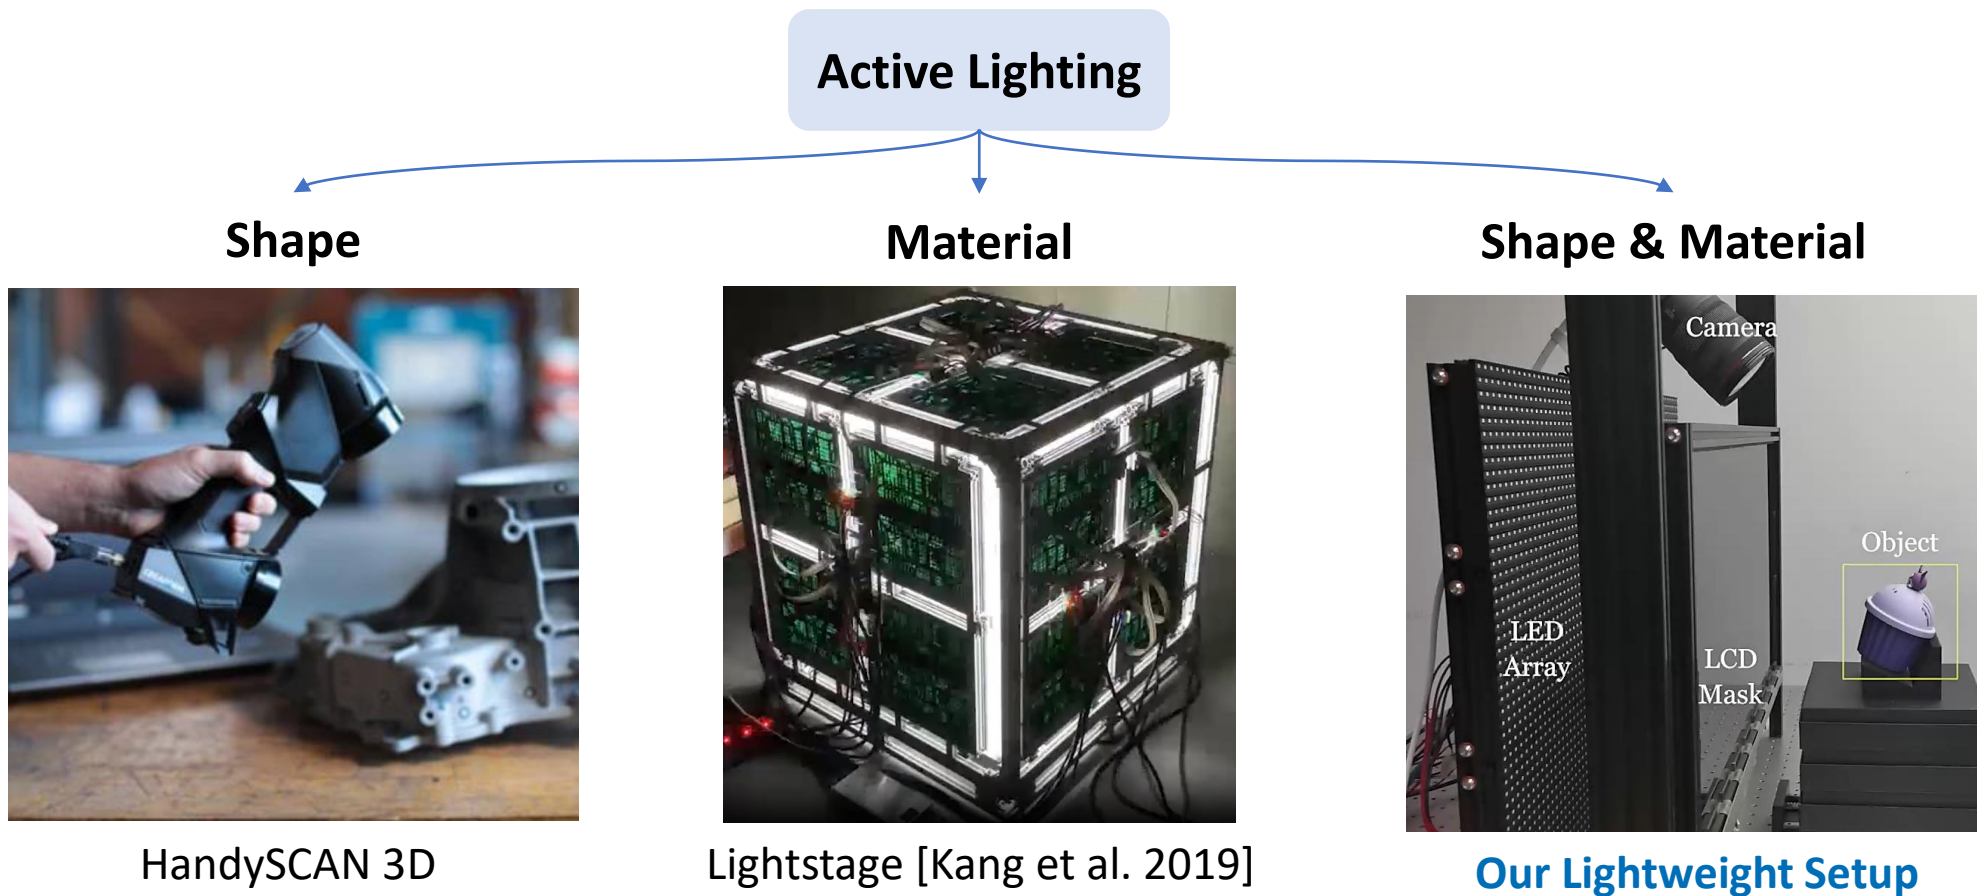 Active Lighting
Shape
Material
Shape & Material
Camera
Object
LED
Array
LCD
Mask
HandySCAN 3D
Lightstage [Kang et al. 2019]
Our Lightweight Setup